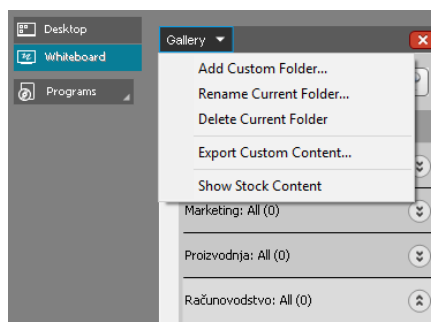 Desktop
Whiteboard
Programs
Gallery
Add Custom Folder...
Rename Current Folder...
Delete Current Folder
Export Custom Content...
Show Stock Content
Marketing: All (0)
Proizvodnja: All (0)
Računovodstvo: All (0)